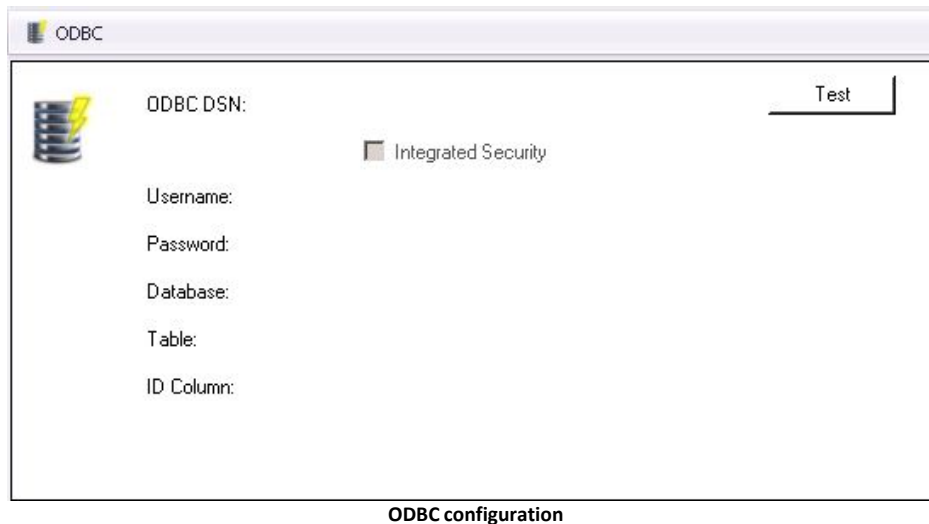 ODBC
ODBC DSN:
Test
Integrated Security
Username:
Password:
Database:
Table:
ID Column:
ODBC configuration